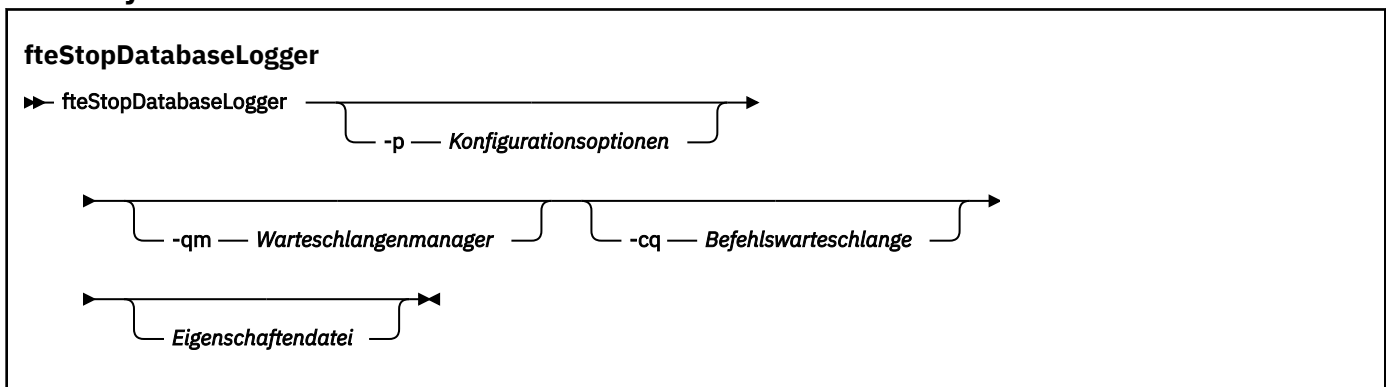 fteStopDatabaseLogger
fteStopDatabaseLogger
-p Konfigurationsoptionen
-qm Warteschlangenmanager -cq Befehlswarteschlange
Eigenschaftendatei